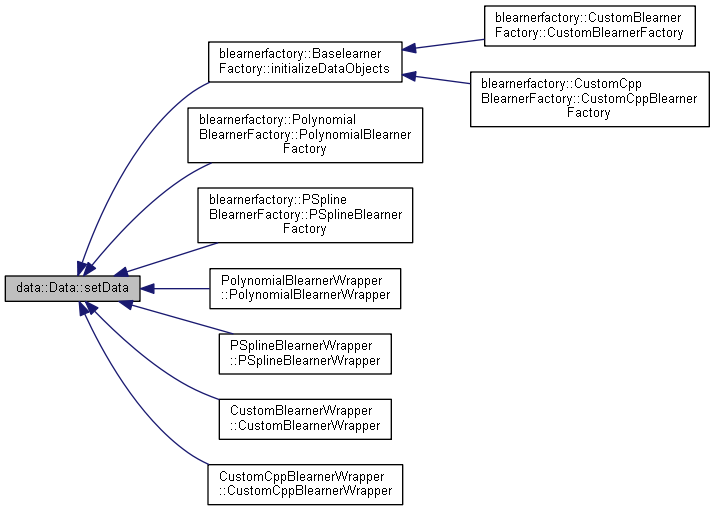 blearnerfactory::CustomBlearner
Factory::CustomBlearnerFactory
blearnerfactory::Baselearner
Factory::initializeDataObjects
blearnerfactory::CustomCpp
BlearnerFactory::CustomCppBlearner
Factory
blearnerfactory::Polynomial
BlearnerFactory::PolynomialBlearner
Factory
blearnerfactory::PSpline
BlearnerFactory::PSplineBlearner
Factory
data::Data::setData
PolynomialBlearnerWrapper
::PolynomialBlearnerWrapper
PSplineBlearnerWrapper
::PSplineBlearnerWrapper
CustomBlearnerWrapper
::CustomBlearnerWrapper
CustomCppBlearnerWrapper
::CustomCppBlearnerWrapper